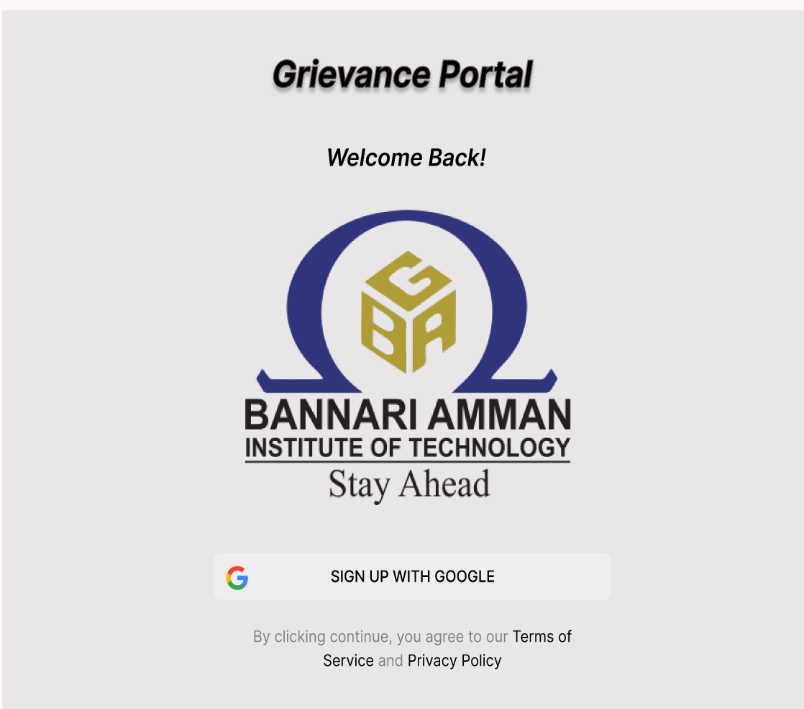 Grievance Portal
Welcome Back!
G
BA
BANNARI AMMAN
INSTITUTE OF TECHNOLOGY
Stay Ahead
G SIGN UP WITH GOOGLE
By clicking continue, you agree to our Terms of
Service and Privacy Policy